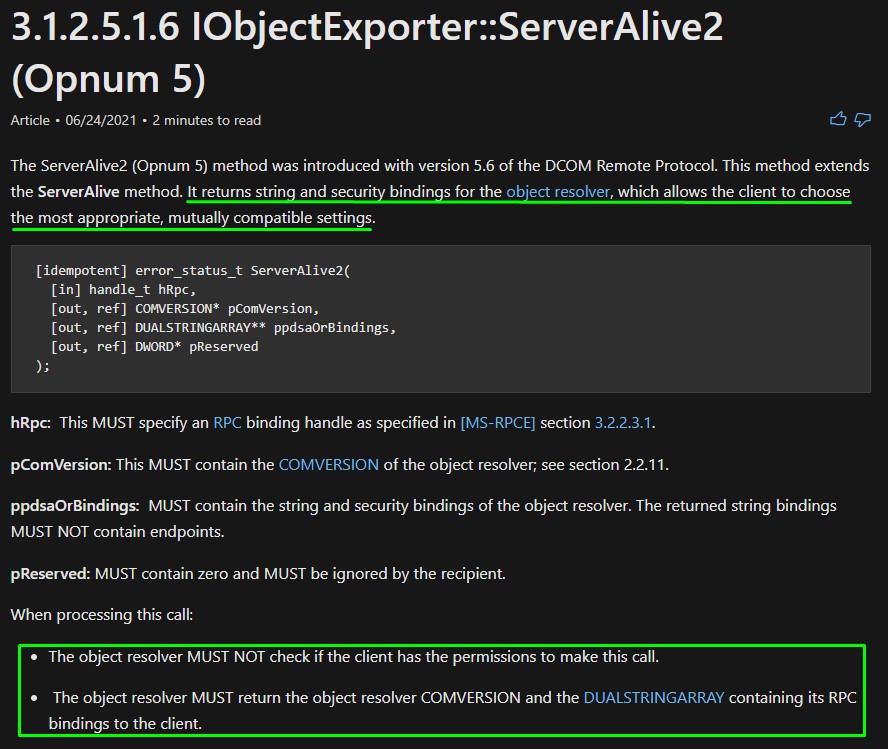 3.1.2.5.1.6 IObjectExporter::ServerAlive2
(Opnum 5)
Article • 06/24/2021 • 2 minutes to read
The ServerAlive2 (Opnum 5) method was introduced with version 5.6 of the DCOM Remote Protocol. This method extends
the ServerAlive method. It returns string and security bindings for the object resolver, which allows the client to choose
the most appropriate, mutually compatible settings.
[idempotent] error_status_t ServerAlive2(
[in] handle_t hRpc,
[out, ref] COMVERSION* pComVersion,
[out, ref] DUALSTRINGARRAY** ppdsaOrBindings,
[out, ref] DWORD* pReserved
);
hRpc: This MUST specify an RPC binding handle as specified in [MS-RPCE] section 3.2.2.3.1.
pComVersion: This MUST contain the COMVERSION of the object resolver; see section 2.2.11.
ppdsaOrBindings: MUST contain the string and security bindings of the object resolver. The returned string bindings
MUST NOT contain endpoints.
pReserved: MUST contain zero and MUST be ignored by the recipient.
When processing this call:
• The object resolver MUST NOT check if the client has the permissions to make this call.
• The object resolver MUST return the object resolver COMVERSION and the DUALSTRINGARRAY containing its RPC
bindings to the client.